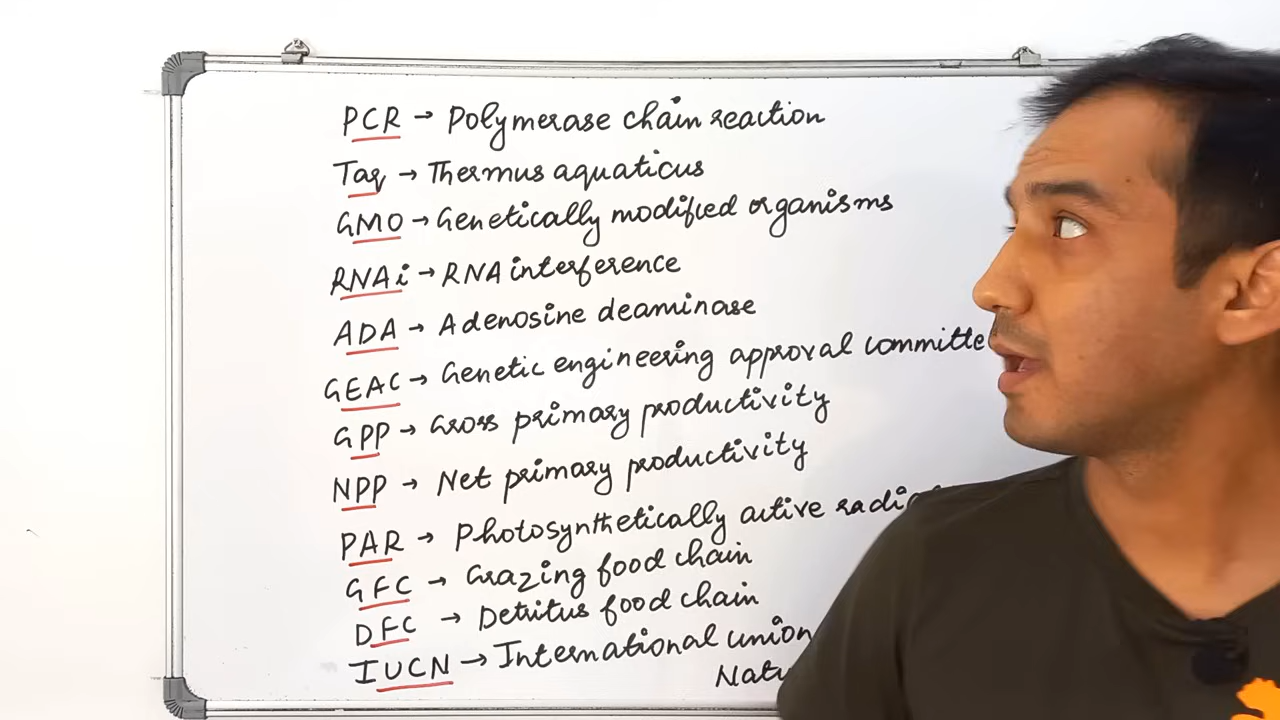 PCR → Polymerase chain reaction
Taq → Thermus aquaticus
GMO → Genetically modified organisms
RNAi → RNA interference
ADA → Adenosine deaminase
GEAC → Genetic engineering approval
GPP → Gross primary productivity
NPP → Net primary productivity
PAR → Photosynthetically active
GFC → Grazing food chain
DFC → Detritus food chain
IUCN → International union